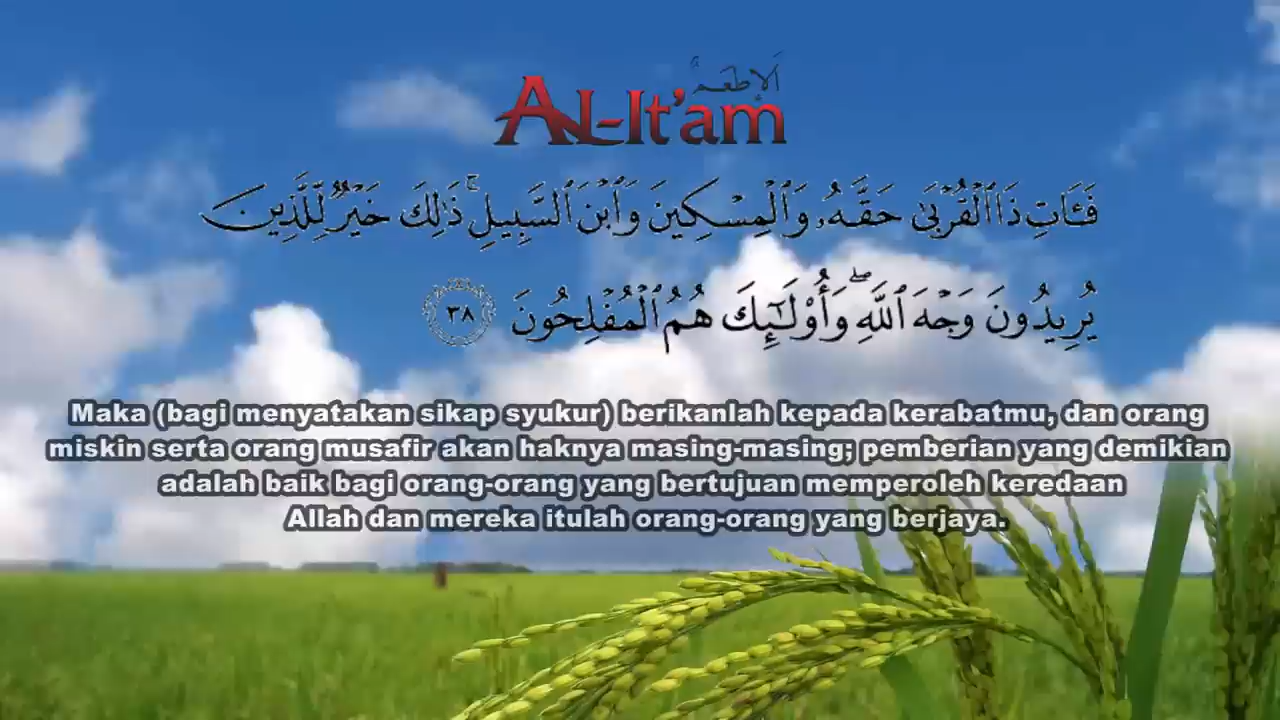 الإطعام
Al-It'am
فَـَٔاتِ ذَا ٱلْقُرْبَىٰ حَقَّهُۥ وَٱلْمِسْكِينَ وَٱبْنَ ٱلسَّبِيلِ ۚ ذَٰلِكَ خَيْرٌ لِّلَّذِينَ
يُرِيدُونَ وَجْهَ ٱللَّهِ ۖ وَأُو۟لَـٰٓئِكَ هُمُ ٱلْمُفْلِحُونَ ٣٨
Maka (bagi menyatakan sikap syukur) berikanlah kepada kerabatmu, dan orang
miskin serta orang musafir akan haknya masing-masing; pemberian yang demikian
adalah baik bagi orang-orang yang bertujuan memperoleh keredaan
Allah dan mereka itulah orang-orang yang berjaya.